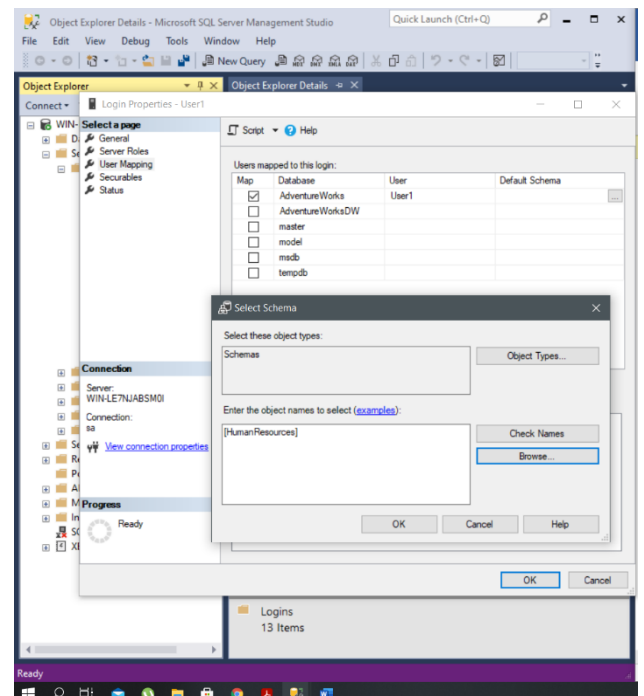 Object Explorer Details - Microsoft SQL Server Management Studio
Quick Launch (Ctrl+Q)
File Edit View Debug Tools Window Help
New Query
Object Explorer
Object Explorer Details
Connect
Login Properties - User1
WIN-
Select a page
General
Server Roles
User Mapping
Securables
Status
Script Help
Users mapped to this login:
Map Database User Default Schema
AdventureWorks User1 ...
AdventureWorksDW
master
model
msdb
tempdb
Select Schema
Select these object types:
Schemas
Object Types...
Enter the object names to select (examples):
[HumanResources]
Check Names
Browse...
OK Cancel Help
Connection
Server:
WIN-LE7NJABSM0I
Connection:
sa
View connection properties
Progress
Ready
OK Cancel
Logins
13 Items
Ready